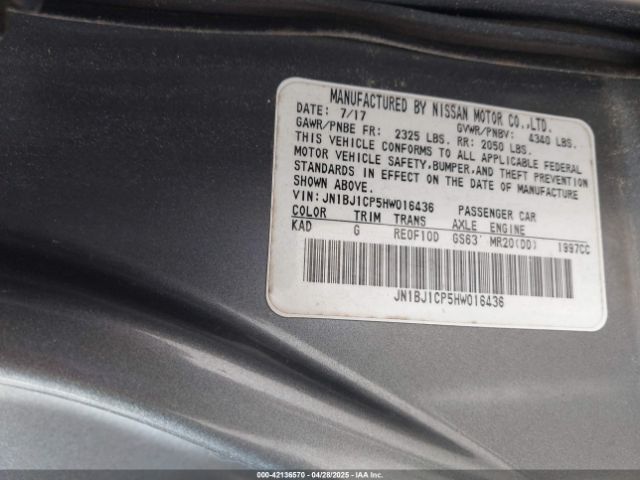 MANUFACTURED BY NISSAN MOTOR CO.,LTD.
DATE: 7/17 GVWR/PNBV: 4340 LBS.
GAWR/PNBE FR: 2325 LBS. RR: 2050 LBS.
THIS VEHICLE CONFORMS TO ALL APPLICABLE FEDERAL
MOTOR VEHICLE SAFETY,BUMPER,AND THEFT PREVENTION
STANDARDS IN EFFECT ON THE DATE OF MANUFACTURE
SHOWN ABOVE.
VIN: JN1BJ1CP5HW016436 PASSENGER CAR
COLOR TRIM TRANS AXLE ENGINE
KAD G RE0F10D GS63 MR20(DD) 1997CC
JN1BJ1CP5HW016436
000-42136570 04/28/2025 IAAI.COM